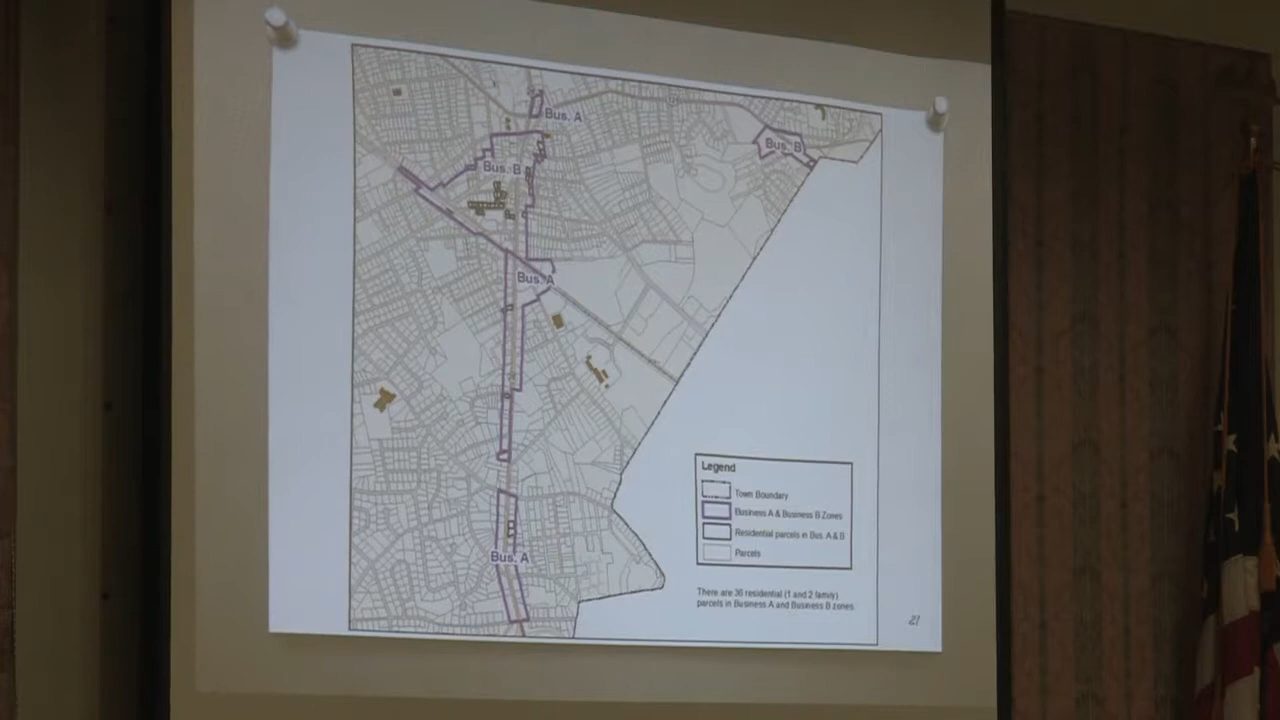 Bus. A
Bus. B
Bus. B
Bus. A
Bus. A
Legend
Town Boundary
Business A & Business B Zones
Residential parcels in Bus. A & B
Parcels
There are 36 residential (1 and 2 family)
parcels in Business A and Business B zones.
21